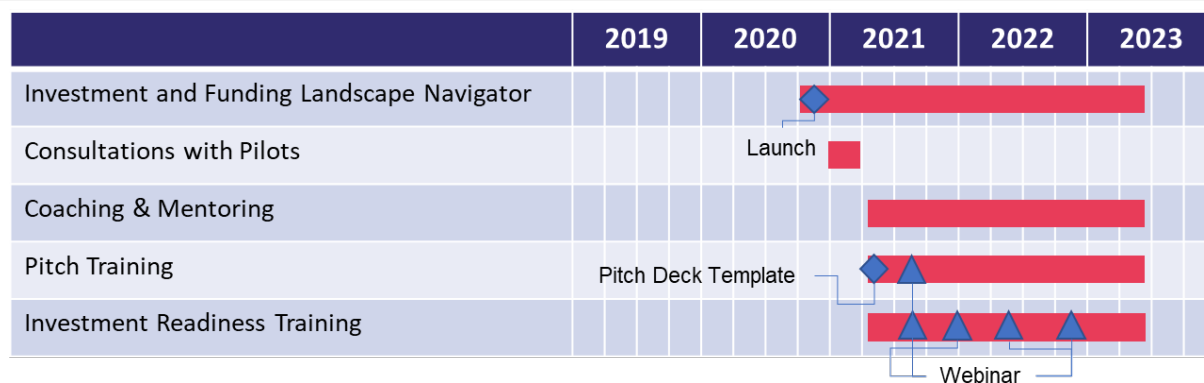 2019 2020 2021 2022 2023
Investment and Funding Landscape Navigator
Launch
Consultations with Pilots
Coaching & Mentoring
Pitch Training
Pitch Deck Template
Investment Readiness Training
Webinar